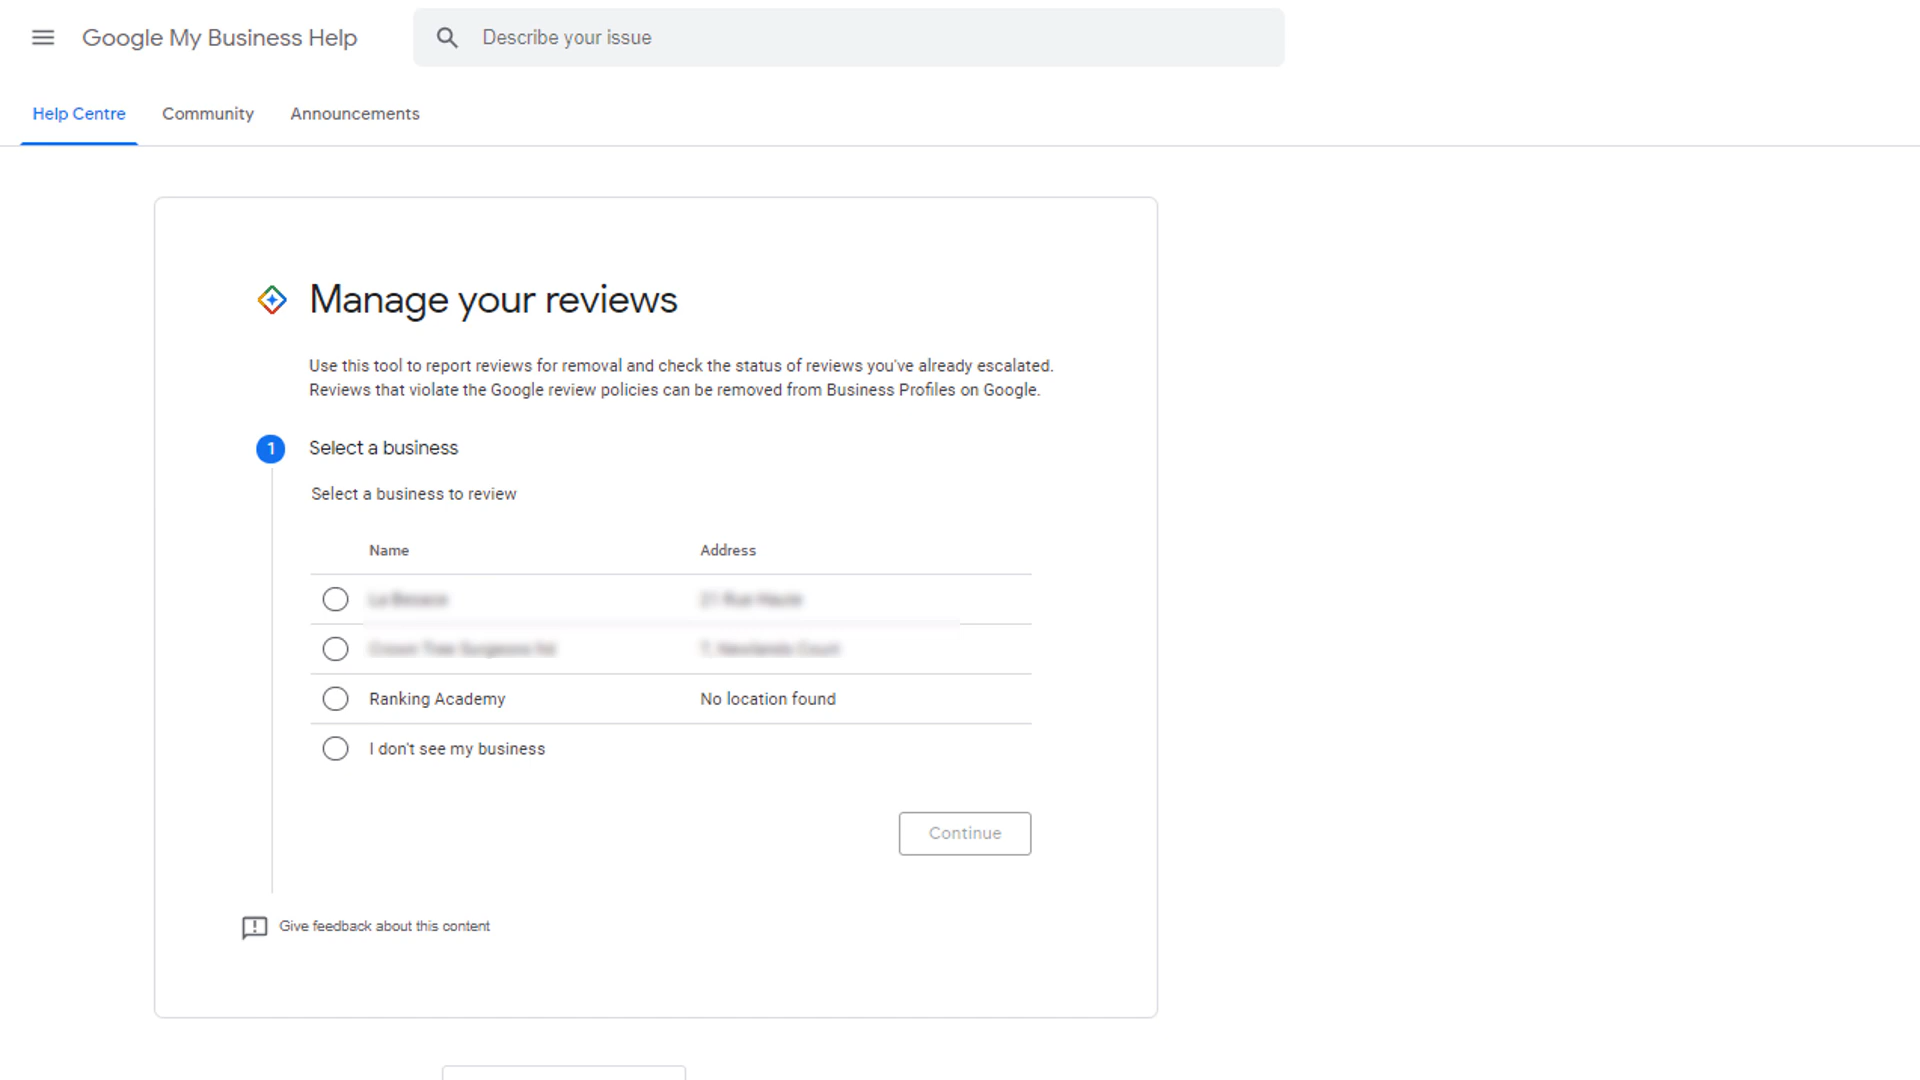 Google My Business Help
Describe your issue
Help Centre
Community
Announcements
Manage your reviews
Use this tool to report reviews for removal and check the status of reviews you've already escalated.
Reviews that violate the Google review policies can be removed from Business Profiles on Google.
1 Select a business
Select a business to review
Name Address
Ranking Academy No location found
I don't see my business
Continue
Give feedback about this content